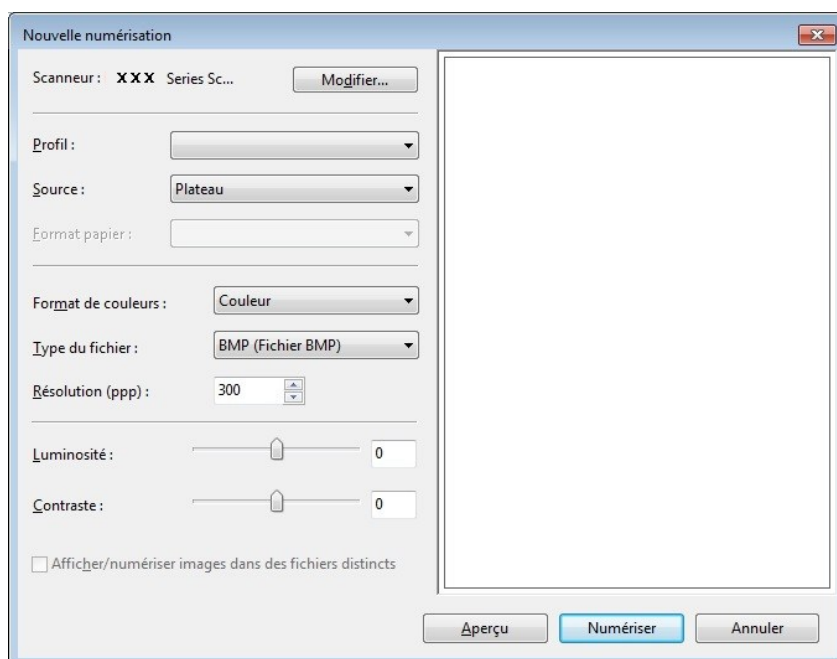 Nouvelle numérisation
Scanneur : XXX Series Sc... Modifier...
Profil :
Source : Plateau
Format papier :
Format de couleurs : Couleur
Type du fichier : BMP (Fichier BMP)
Résolution (ppp) : 300
Luminosité : 0
Contraste : 0
Afficher/numériser images dans des fichiers distincts
Aperçu Numériser Annuler